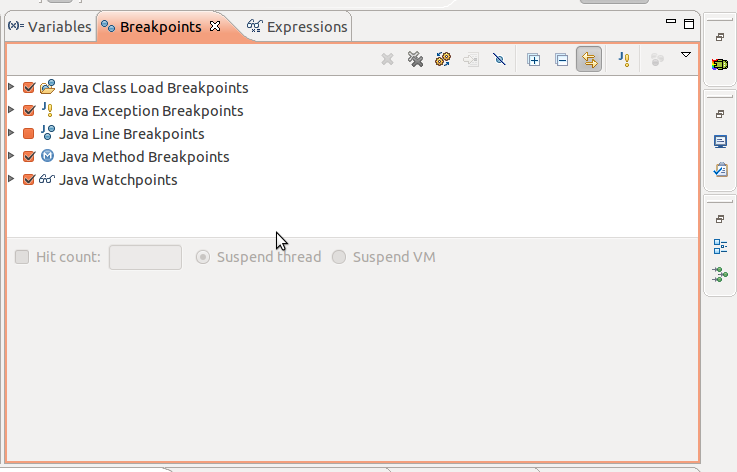 Variables Breakpoints Expressions
Java Class Load Breakpoints
Java Exception Breakpoints
Java Line Breakpoints
Java Method Breakpoints
Java Watchpoints
Hit count: Suspend thread Suspend VM